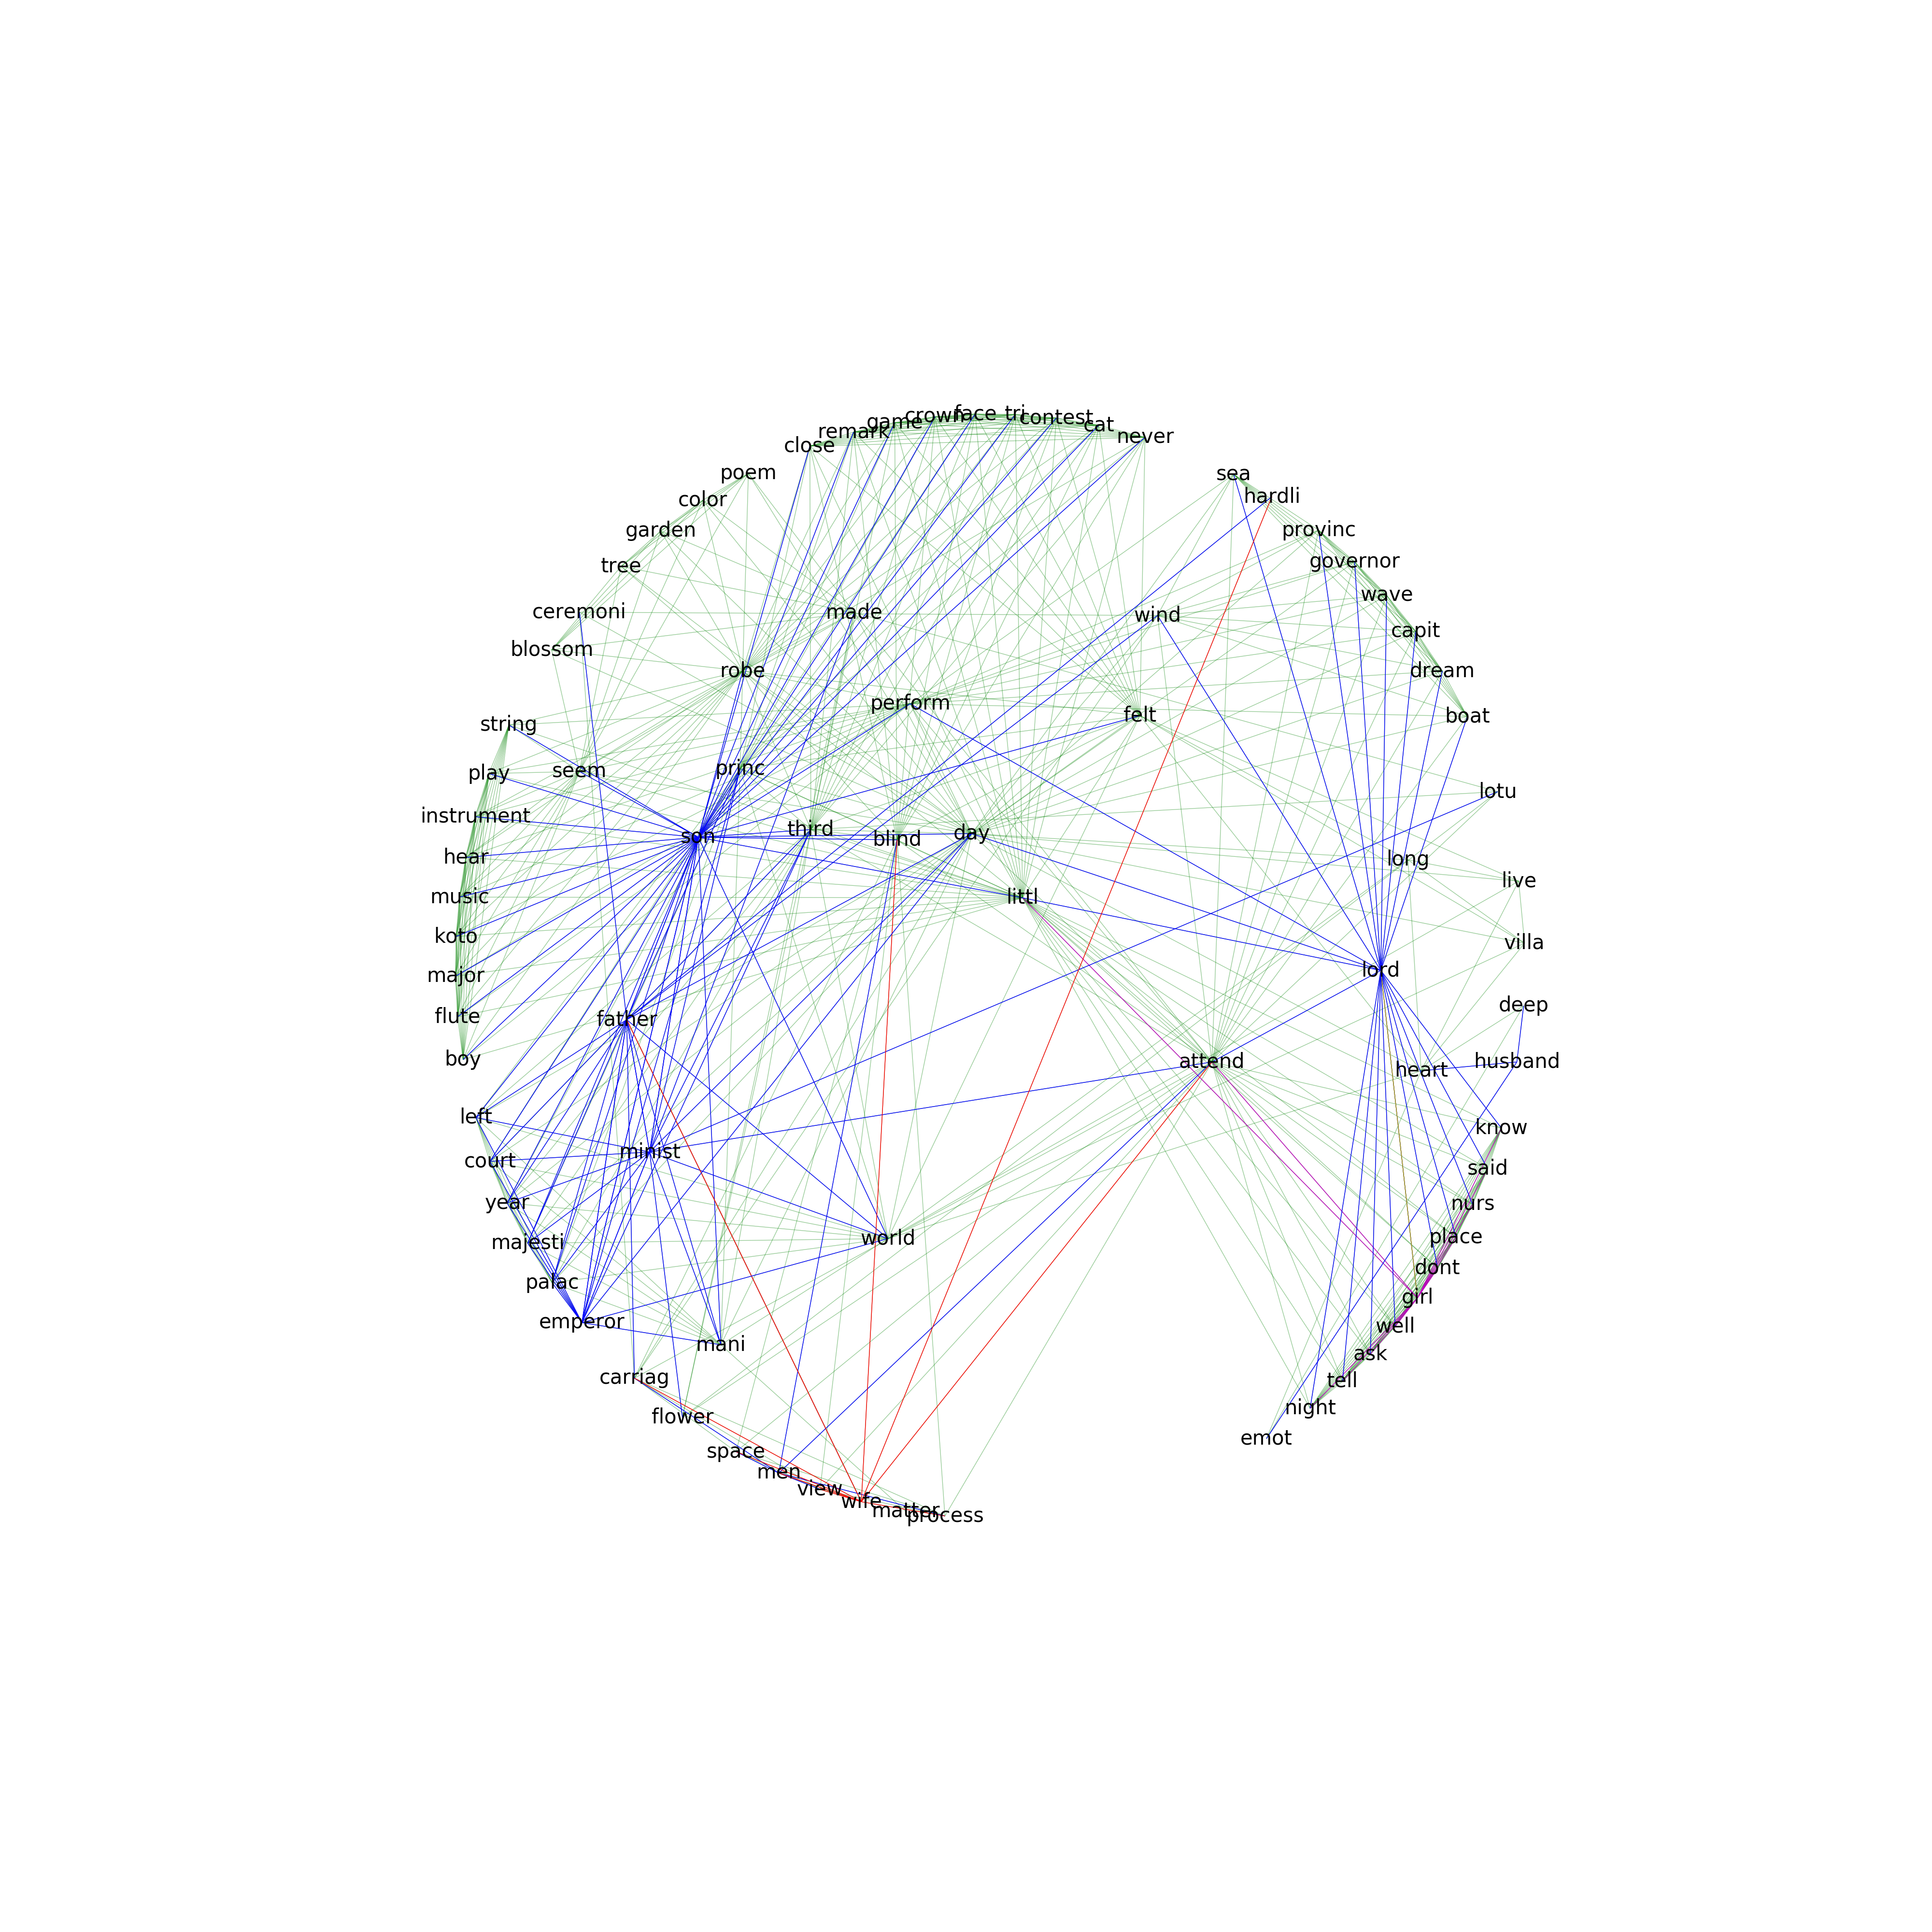 face
tri
crown
contest
game
cat
remark
never
close
poem
sea
hardli
color
garden
provinc
governor
tree
wave
ceremoni
made
wind
capit
blossom
robe
dream
perform
felt
boat
string
princ
seem
play
lotu
instrument
third
day
son
blind
hear
long
live
music
littl
koto
villa
lord
major
deep
flute
father
boy
attend
husband
heart
left
know
minist
court
said
year
nurs
place
world
majesti
dont
palac
girl
emperor
well
mani
ask
carriag
tell
night
flower
emot
space
men
view
wife
matter
process